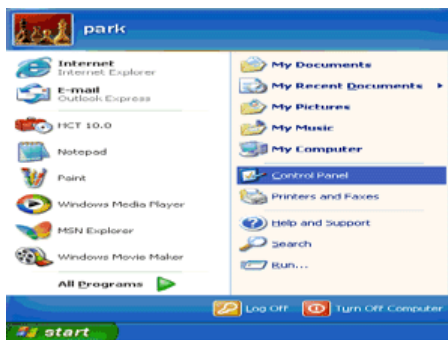 park
Internet
Internet Explorer
E-mail
Outlook Express
HCT 10.0
Notepad
Paint
Windows Media Player
MSN Explorer
Windows Movie Maker
All Programs
My Documents
My Recent Documents
My Pictures
My Music
My Computer
Control Panel
Printers and Faxes
Help and Support
Search
Run...
Log Off
Turn Off Computer
start